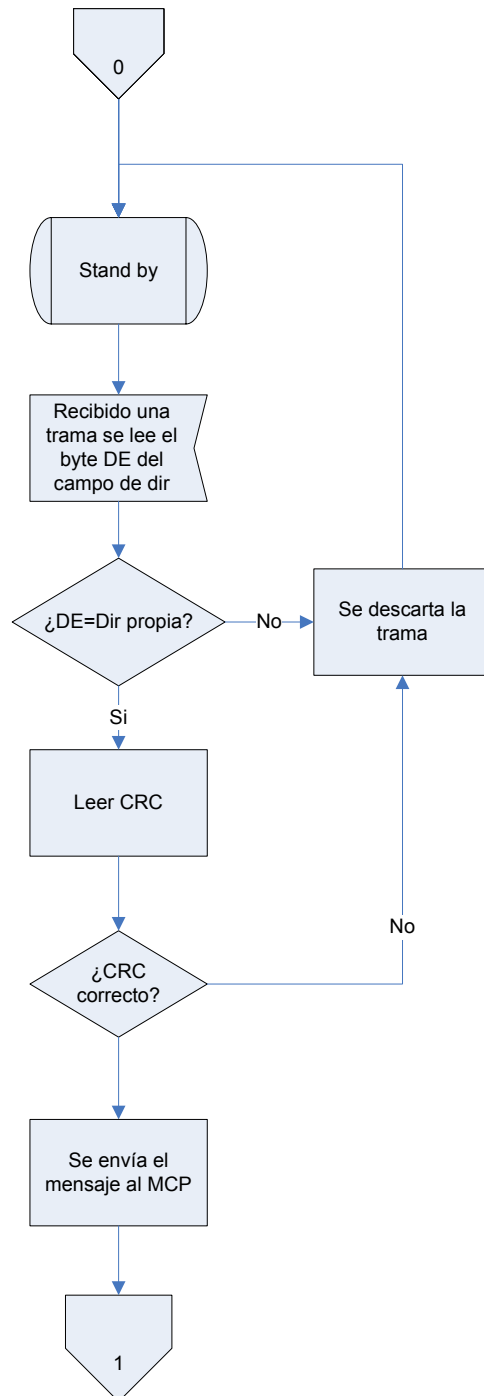 0
Stand by
Recibido una
trama se lee el
byte DE del
campo de dir
¿DE=Dir propia?
No
Se descarta la
trama
Si
Leer CRC
No
¿CRC
correcto?
Se envía el
mensaje al MCP
1